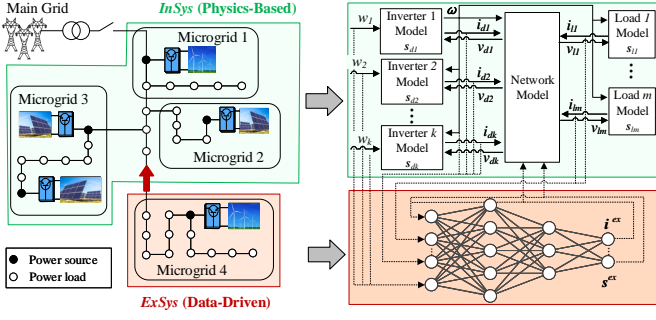 Main Grid
InSys (Physics-Based)
Microgrid 1
Microgrid 3
Microgrid 2
Microgrid 4
Power source
Power load
ExSys (Data-Driven)
w1
w2
wk
Inverter 1
Model
sd1
Inverter 2
Model
sd2
Inverter k
Model
sdk
ω
id1
vd1
id2
vd2
idk
vdk
Network
Model
il1
vl1
ilm
vlm
Load 1
Model
sl1
Load m
Model
slm
i^ex
s^ex